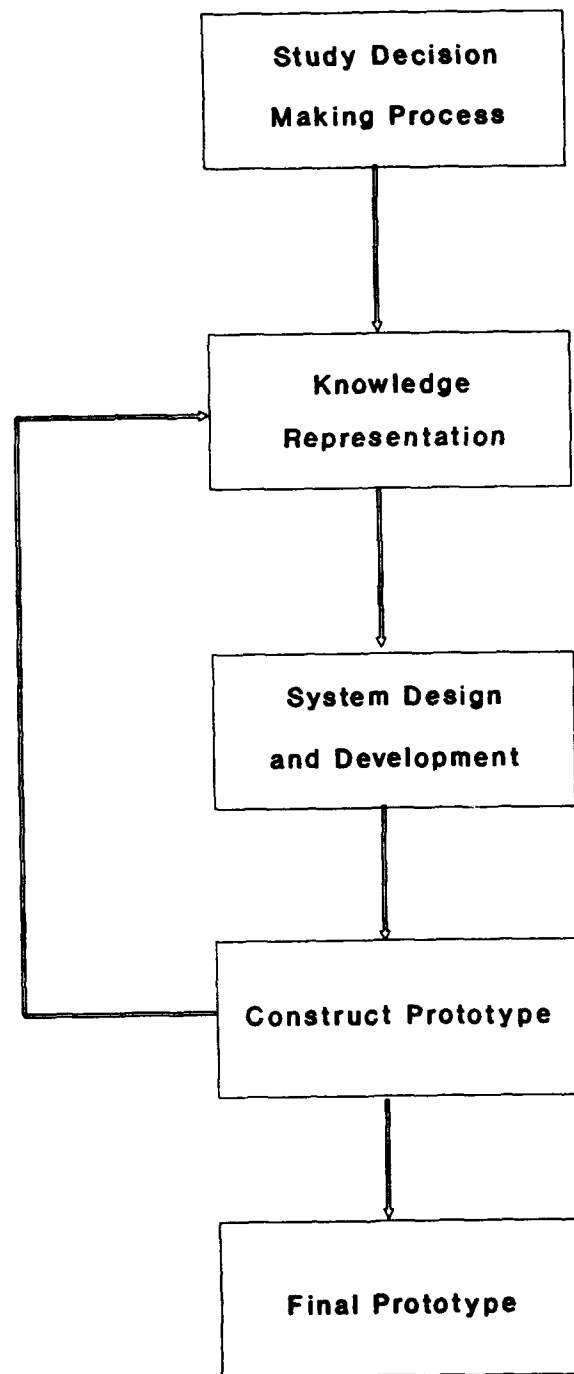 Study Decision
Making Process
Knowledge
Representation
System Design
and Development
Construct Prototype
Final Prototype